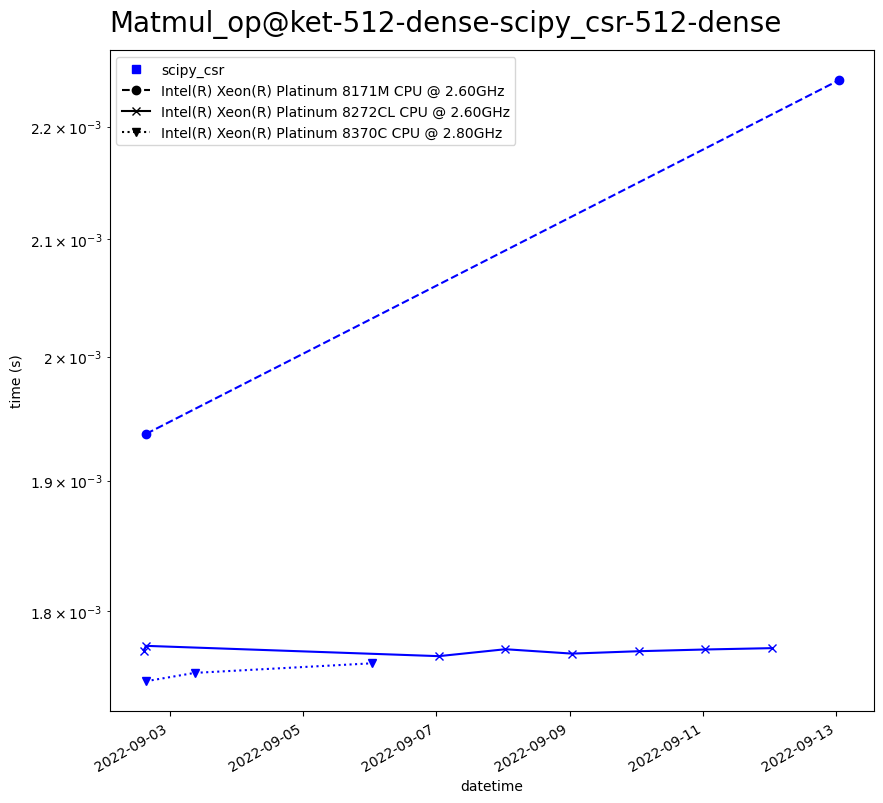 Matmul_op@ket-512-dense-scipy_csr-512-dense
scipy_csr
Intel(R) Xeon(R) Platinum 8171M CPU @ 2.60GHz
Intel(R) Xeon(R) Platinum 8272CL CPU @ 2.60GHz
Intel(R) Xeon(R) Platinum 8370C CPU @ 2.80GHz
2.2 × 10⁻³
2.1 × 10⁻³
2 × 10⁻³
1.9 × 10⁻³
1.8 × 10⁻³
time (s)
2022-09-03
2022-09-05
2022-09-07
2022-09-09
2022-09-11
2022-09-13
datetime